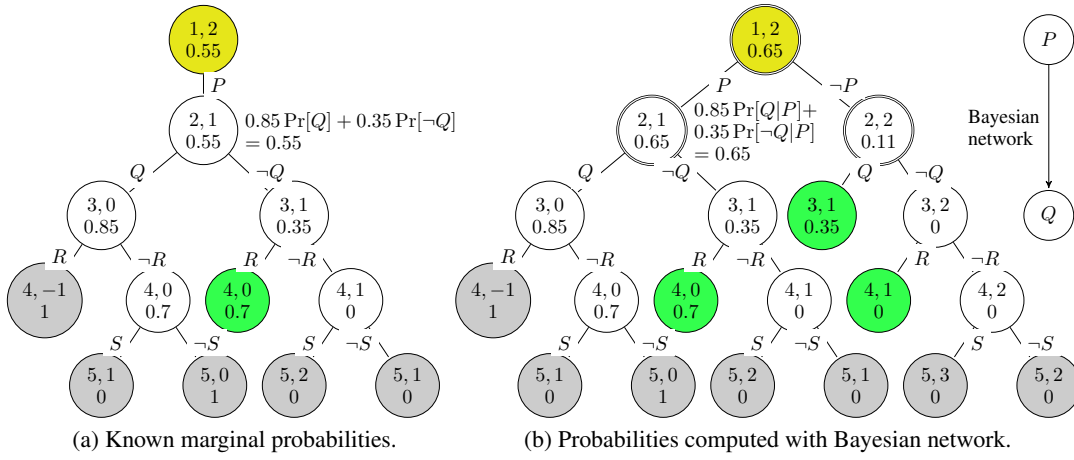 1, 2
0.55
P
2, 1
0.55
0.85 Pr[Q] + 0.35 Pr[¬Q]
= 0.55
Q
¬Q
3, 0
0.85
3, 1
0.35
R
¬R
R
¬R
4, −1
1
4, 0
0.7
4, 0
0.7
4, 1
0
S
¬S
S
¬S
5, 1
0
5, 0
1
5, 2
0
5, 1
0
(a) Known marginal probabilities.
1, 2
0.65
P
¬P
2, 1
0.65
0.85 Pr[Q|P]+
0.35 Pr[¬Q|P]
= 0.65
2, 2
0.11
Q
¬Q
Q
¬Q
3, 0
0.85
3, 1
0.35
3, 1
0.35
3, 2
0
R
¬R
R
¬R
R
¬R
4, −1
1
4, 0
0.7
4, 0
0.7
4, 1
0
4, 1
0
4, 2
0
S
¬S
S
¬S
S
¬S
5, 1
0
5, 0
1
5, 2
0
5, 1
0
5, 3
0
5, 2
0
P
Bayesian
network
Q
(b) Probabilities computed with Bayesian network.